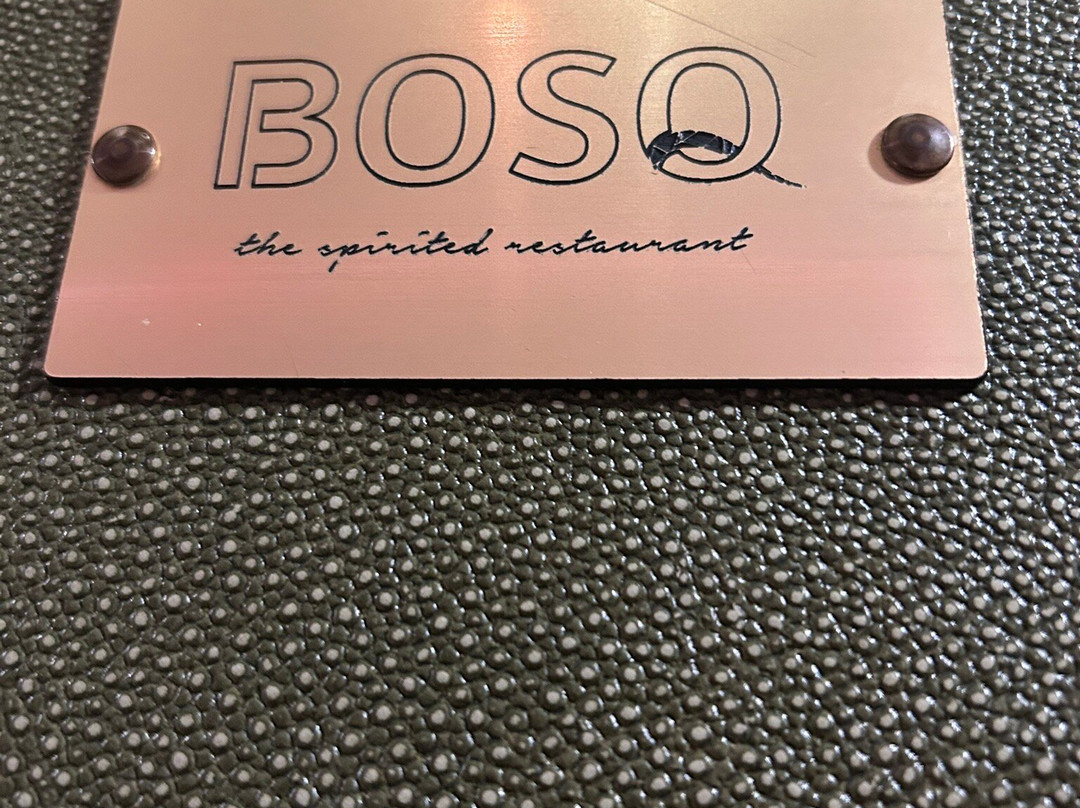 BOSQ
the spirited restaurant